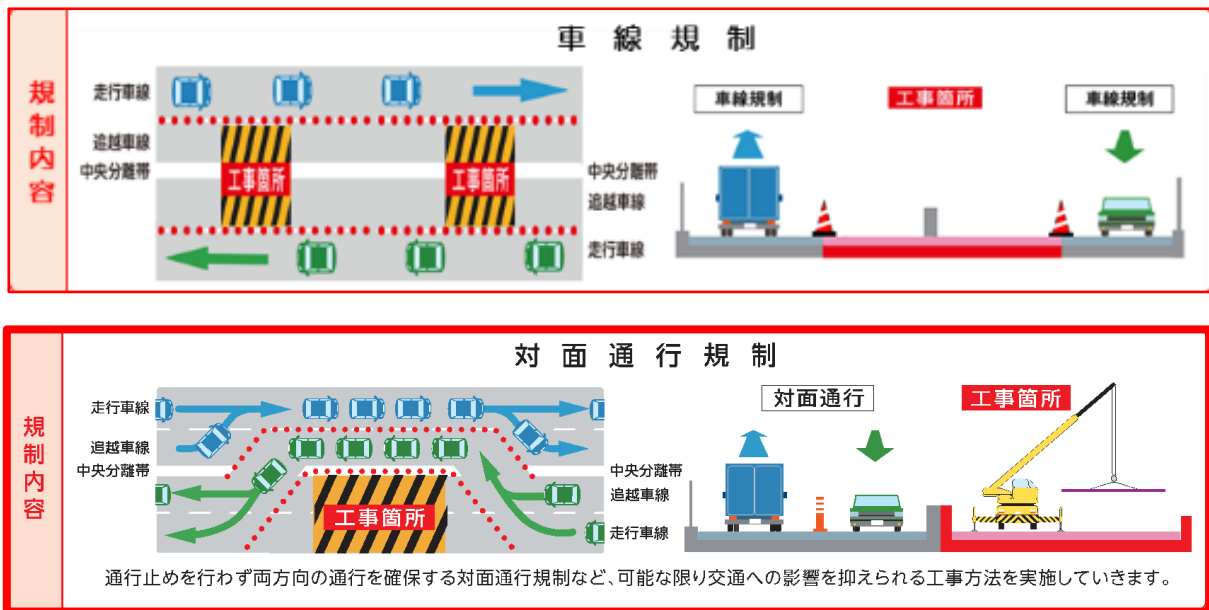 車線規制
規制内容
走行車線
追越車線
中央分離帯
工事箇所
工事箇所
中央分離帯
追越車線
走行車線
車線規制
工事箇所
車線規制
対面通行規制
規制内容
走行車線
追越車線
中央分離帯
工事箇所
中央分離帯
追越車線
走行車線
対面通行
工事箇所
通行止めを行わず両方向の通行を確保する対面通行規制など、可能な限り交通への影響を抑えられる工事方法を実施していきます。